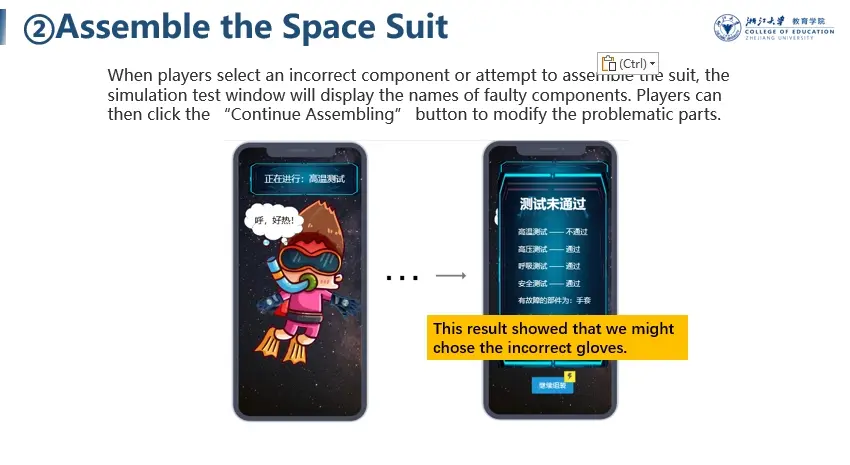 ②Assemble the Space Suit
浙江大学 教育学院
COLLEGE OF EDUCATION
ZHEJIANG UNIVERSITY
(Ctrl)
When players select an incorrect component or attempt to assemble the suit, the
simulation test window will display the names of faulty components. Players can
then click the “Continue Assembling” button to modify the problematic parts.
正在进行：高温测试
呼，好热！
...
测试未通过
高温测试 —— 不通过
高压测试 —— 通过
呼吸测试 —— 通过
安全测试 —— 通过
有故障的部件为：手套
This result showed that we might
chose the incorrect gloves.
继续组装